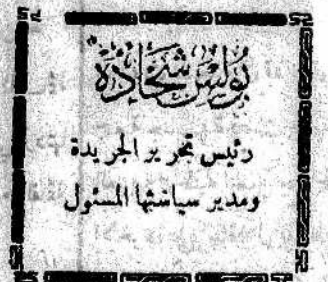 بولس شحادة
رئيس تحرير الجريدة
ومدير سياستها المسئول